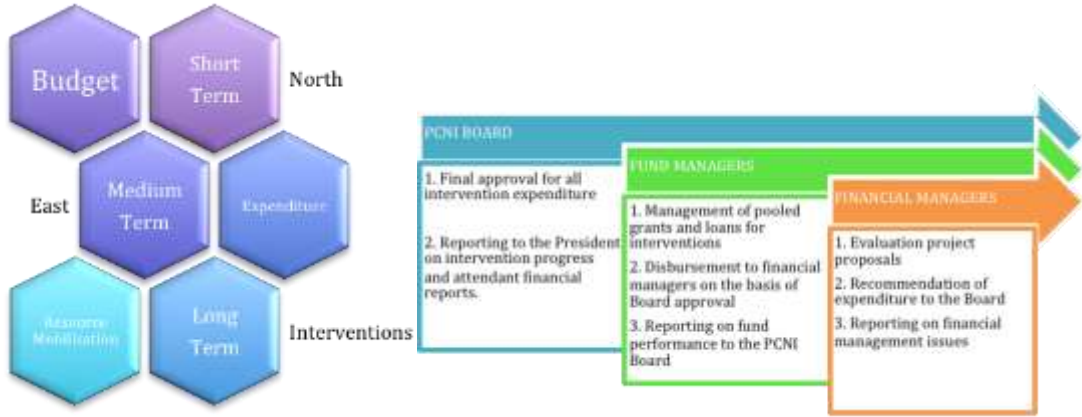 Budget
Short
Term
North
East
Medium
Term
Expenditure
Resource
Mobilization
Long
Term
Interventions
PCNI BOARD
1. Final approval for all
intervention expenditure
2. Reporting to the President
on intervention progress
and attendant financial
reports.
FUND MANAGERS
1. Management of pooled
grants and loans for
interventions
2. Disbursement to financial
managers on the basis of
Board approval
3. Reporting on fund
performance to the PCNI
Board
FINANCIAL MANAGERS
1. Evaluation project
proposals
2. Recommendation of
expenditure to the Board
3. Reporting on financial
management issues